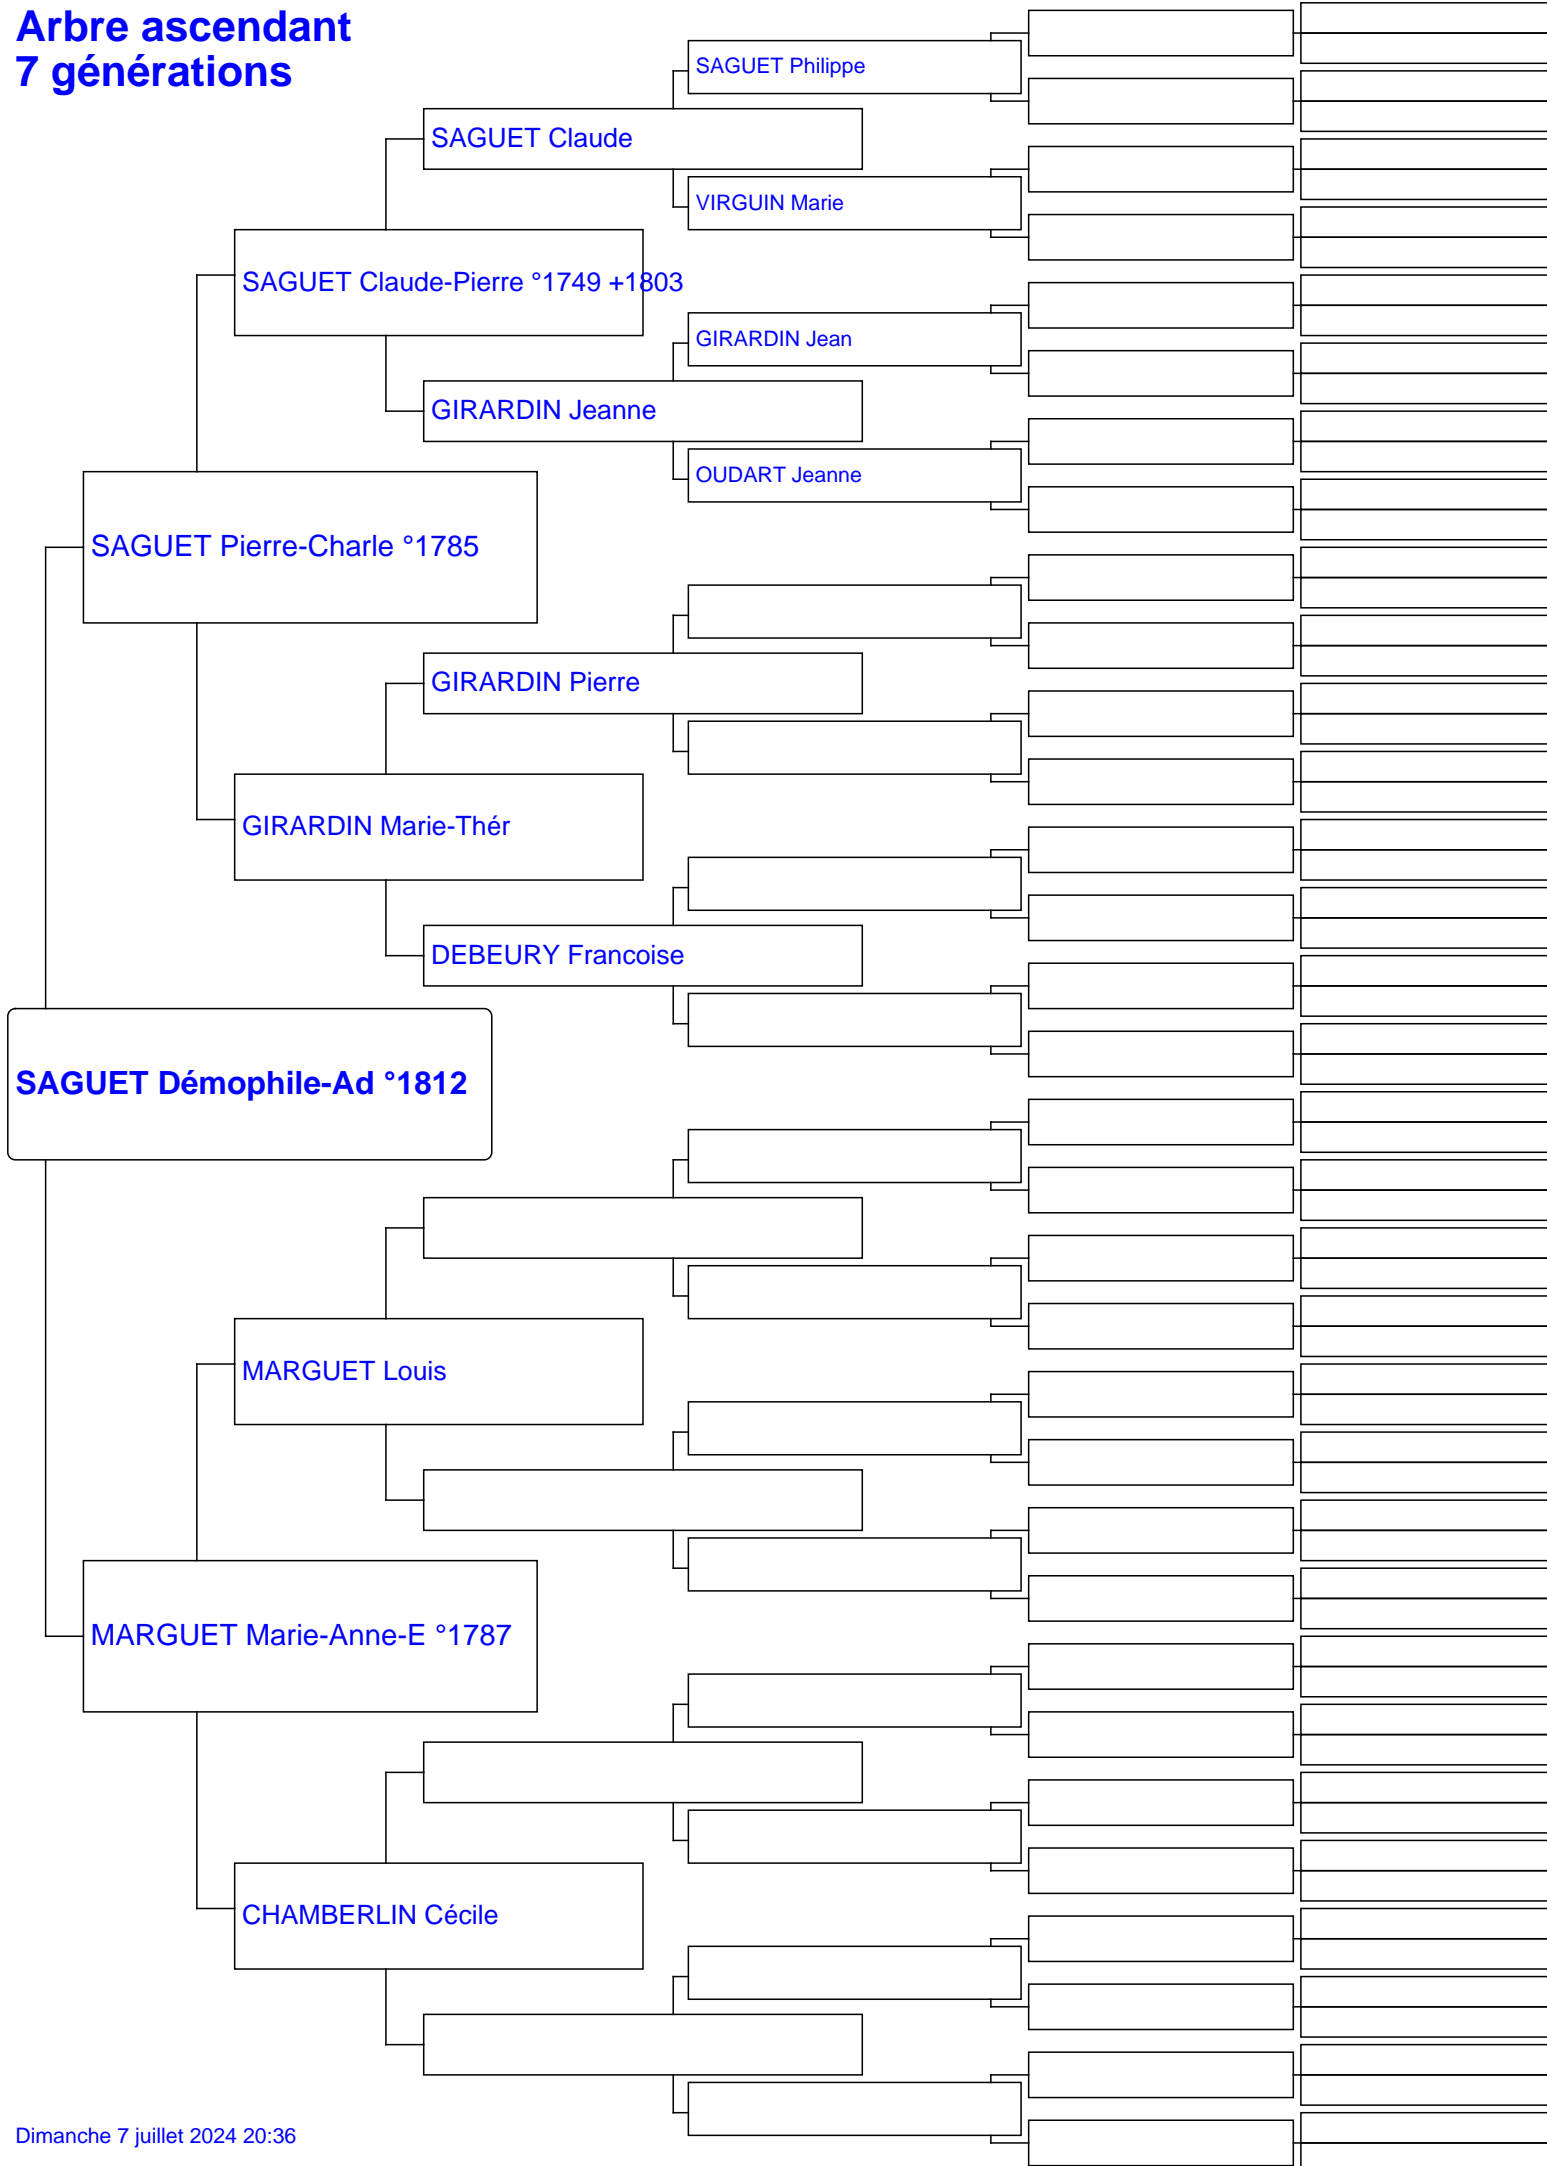 Arbre ascendant
7 générations
SAGUET Philippe
SAGUET Claude
VIRGUIN Marie
SAGUET Claude-Pierre °1749 +1803
GIRARDIN Jean
GIRARDIN Jeanne
OUDART Jeanne
SAGUET Pierre-Charle °1785
GIRARDIN Pierre
GIRARDIN Marie-Thér
DEBEURY Francoise
SAGUET Démophile-Ad °1812
MARGUET Louis
MARGUET Marie-Anne-E °1787
CHAMBERLIN Cécile
Dimanche 7 juillet 2024 20:36